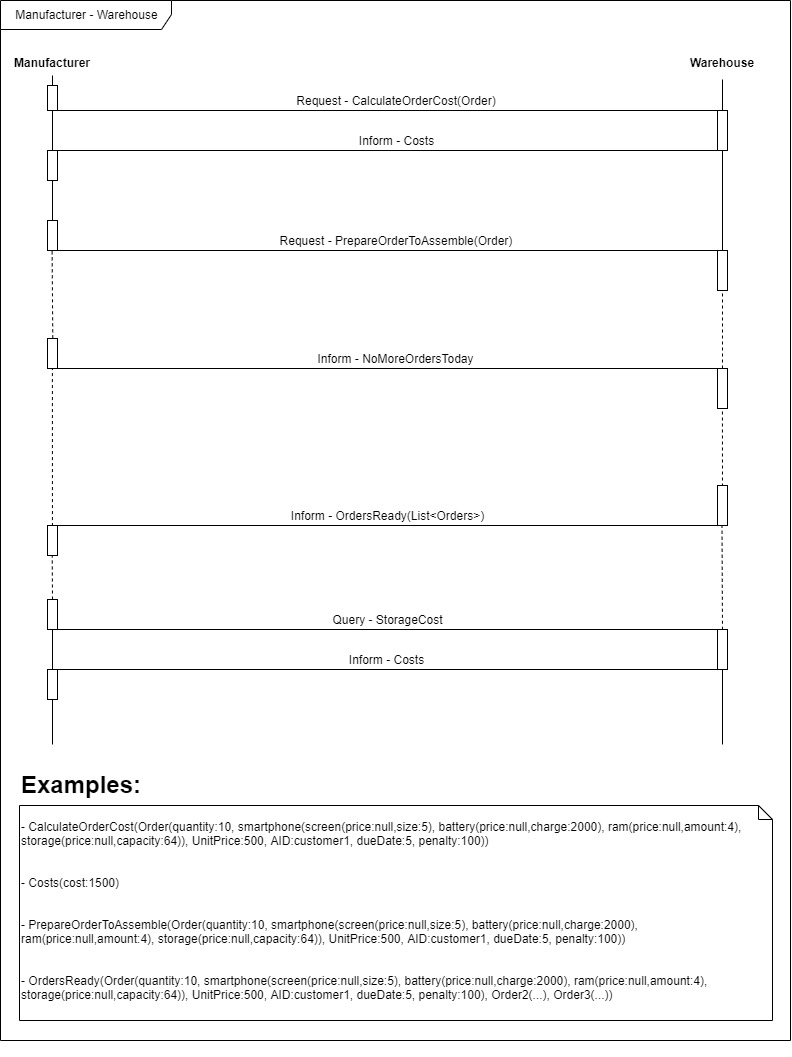 Manufacturer - Warehouse
Manufacturer
Warehouse
Request - CalculateOrderCost(Order)
Inform - Costs
Request - PrepareOrderToAssemble(Order)
Inform - NoMoreOrdersToday
Inform - OrdersReady(List<Orders>)
Query - StorageCost
Inform - Costs
Examples:
- CalculateOrderCost(Order(quantity:10, smartphone(screen(price:null,size:5), battery(price:null,charge:2000), ram(price:null,amount:4),
storage(price:null,capacity:64)), UnitPrice:500, AID:customer1, dueDate:5, penalty:100))
- Costs(cost:1500)
- PrepareOrderToAssemble(Order(quantity:10, smartphone(screen(price:null,size:5), battery(price:null,charge:2000),
ram(price:null,amount:4), storage(price:null,capacity:64)), UnitPrice:500, AID:customer1, dueDate:5, penalty:100))
- OrdersReady(Order(quantity:10, smartphone(screen(price:null,size:5), battery(price:null,charge:2000), ram(price:null,amount:4),
storage(price:null,capacity:64)), UnitPrice:500, AID:customer1, dueDate:5, penalty:100), Order2(...), Order3(...))